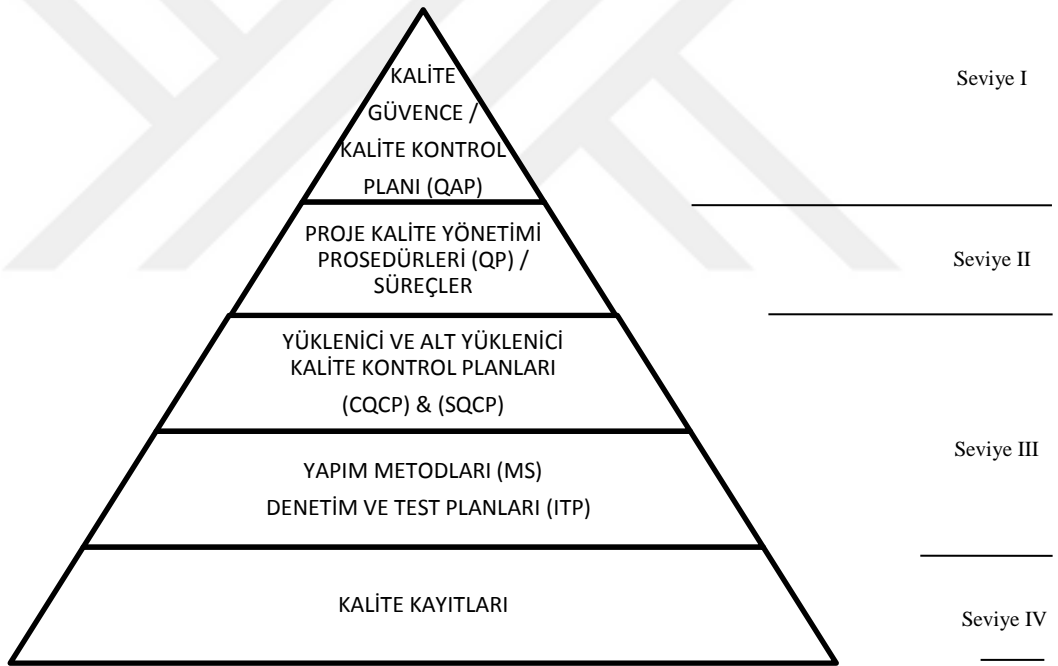 KALİTE
GÜVENCE /
KALİTE KONTROL
PLANI (QAP)
Seviye I
PROJE KALİTE YÖNETİMİ
PROSEDÜRLERİ (QP) /
SÜREÇLER
Seviye II
YÜKLENİCİ VE ALT YÜKLENİCİ
KALİTE KONTROL PLANLARI
(CQCP) & (SQCP)
YAPIM METODLARI (MS)
DENETİM VE TEST PLANLARI (ITP)
Seviye III
KALİTE KAYITLARI
Seviye IV